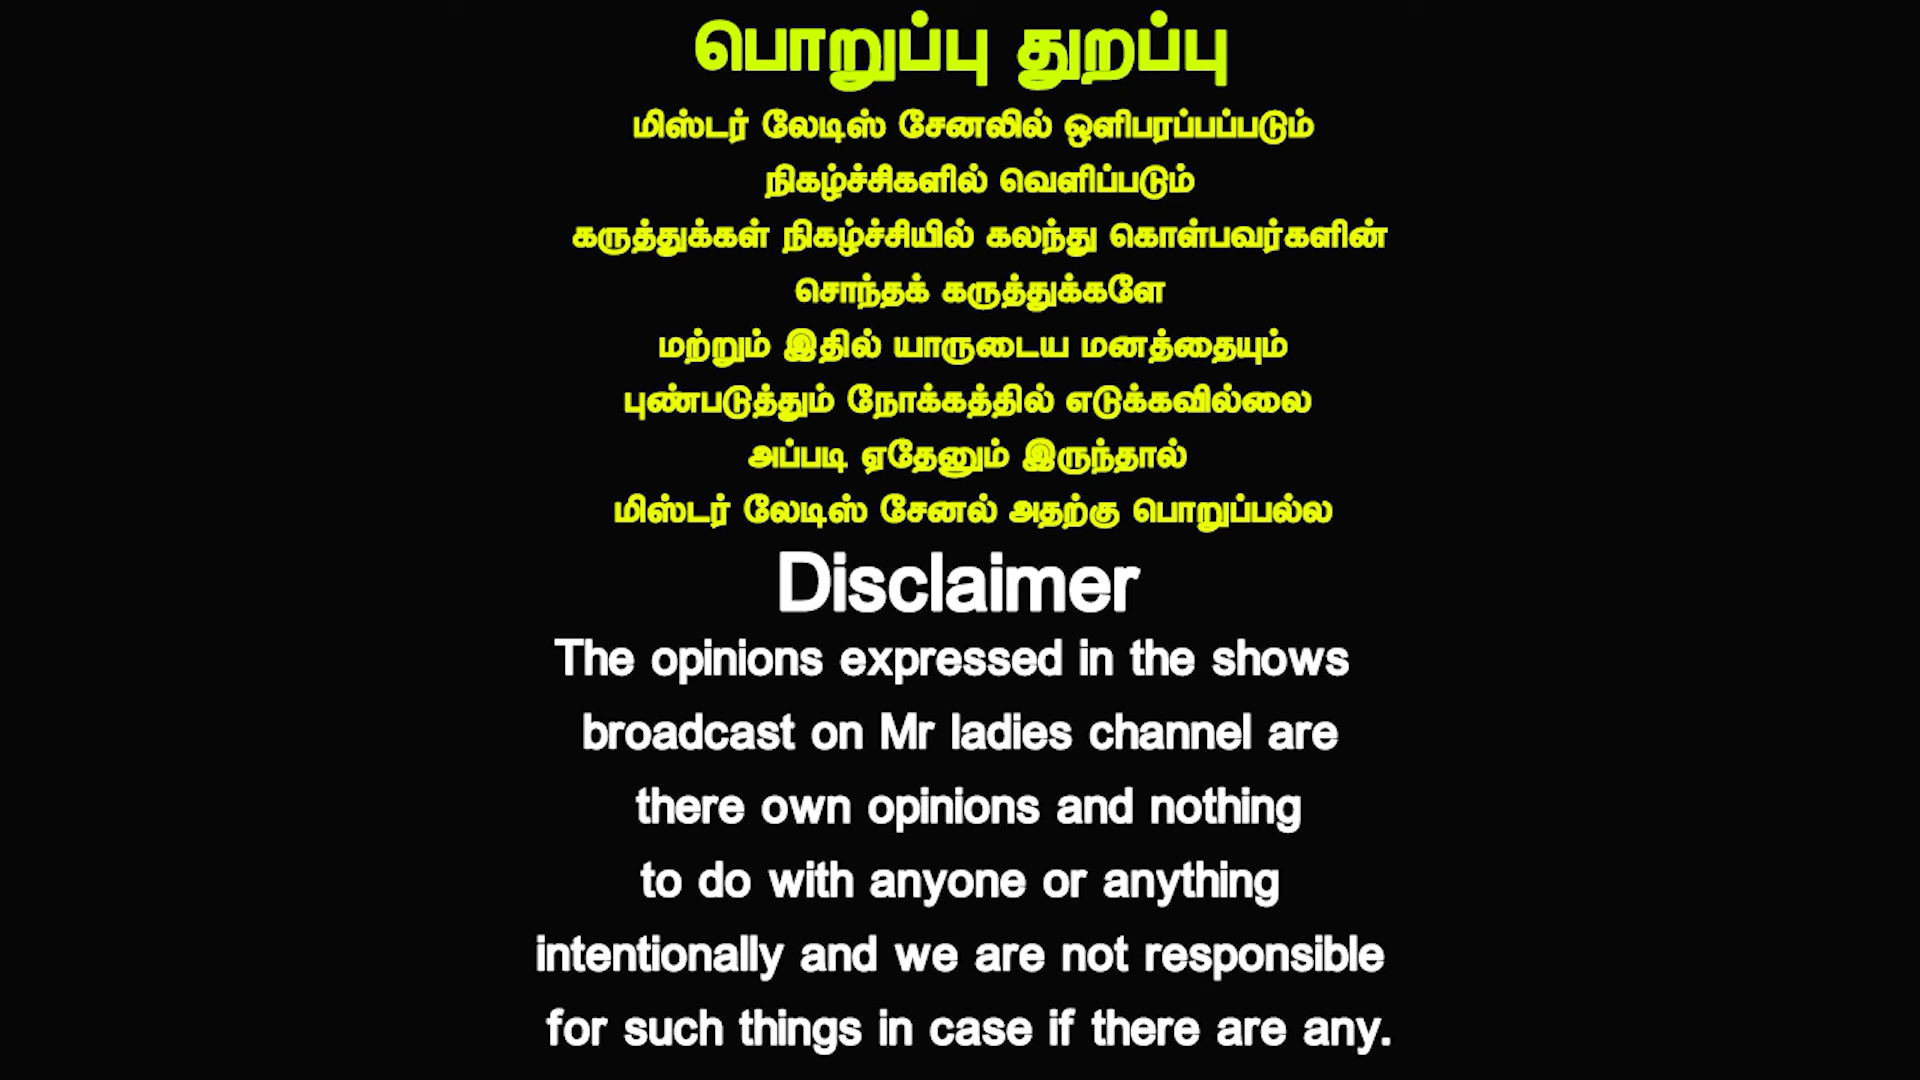 பொறுப்பு துறப்பு
மிஸ்டர் லேடிஸ் சேனலில் ஒளிபரப்பப்படும்
நிகழ்ச்சிகளில் வெளிப்படும்
கருத்துக்கள் நிகழ்ச்சியில் கலந்து கொள்பவர்களின்
சொந்தக் கருத்துக்களே
மற்றும் இதில் யாருடைய மனத்தையும்
புண்படுத்தும் நோக்கத்தில் எடுக்கவில்லை
அப்படி ஏதேனும் இருந்தால்
மிஸ்டர் லேடிஸ் சேனல் அதற்கு பொறுப்பல்ல
Disclaimer
The opinions expressed in the shows
broadcast on Mr ladies channel are
there own opinions and nothing
to do with anyone or anything
intentionally and we are not responsible
for such things in case if there are any.